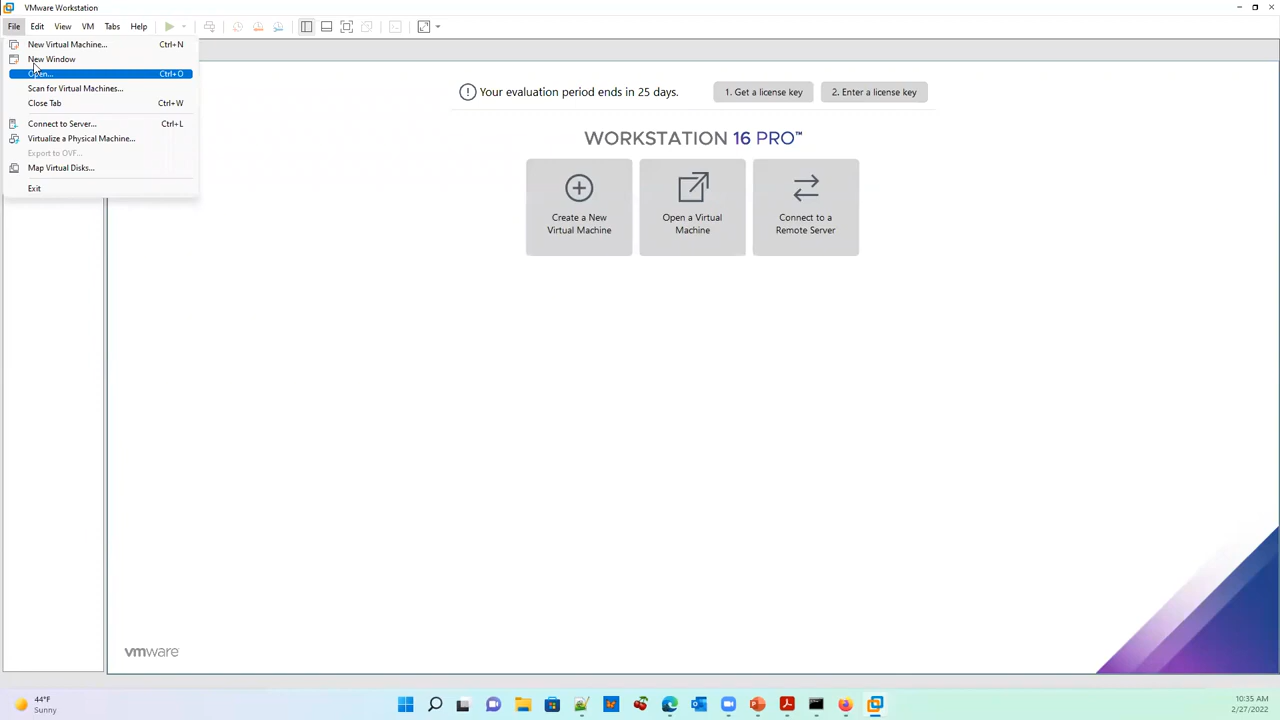 VMware Workstation
File Edit View VM Tabs Help
New Virtual Machine... Ctrl+N
New Window
Open... Ctrl+O
Scan for Virtual Machines...
Close Tab Ctrl+W
Connect to Server... Ctrl+L
Virtualize a Physical Machine...
Export to OVF...
Map Virtual Disks...
Exit
Your evaluation period ends in 25 days. 1. Get a license key 2. Enter a license key
WORKSTATION 16 PRO™
Create a New
Virtual Machine
Open a Virtual
Machine
Connect to a
Remote Server
vmware
44°F
Sunny
10:35 AM
2/27/2022